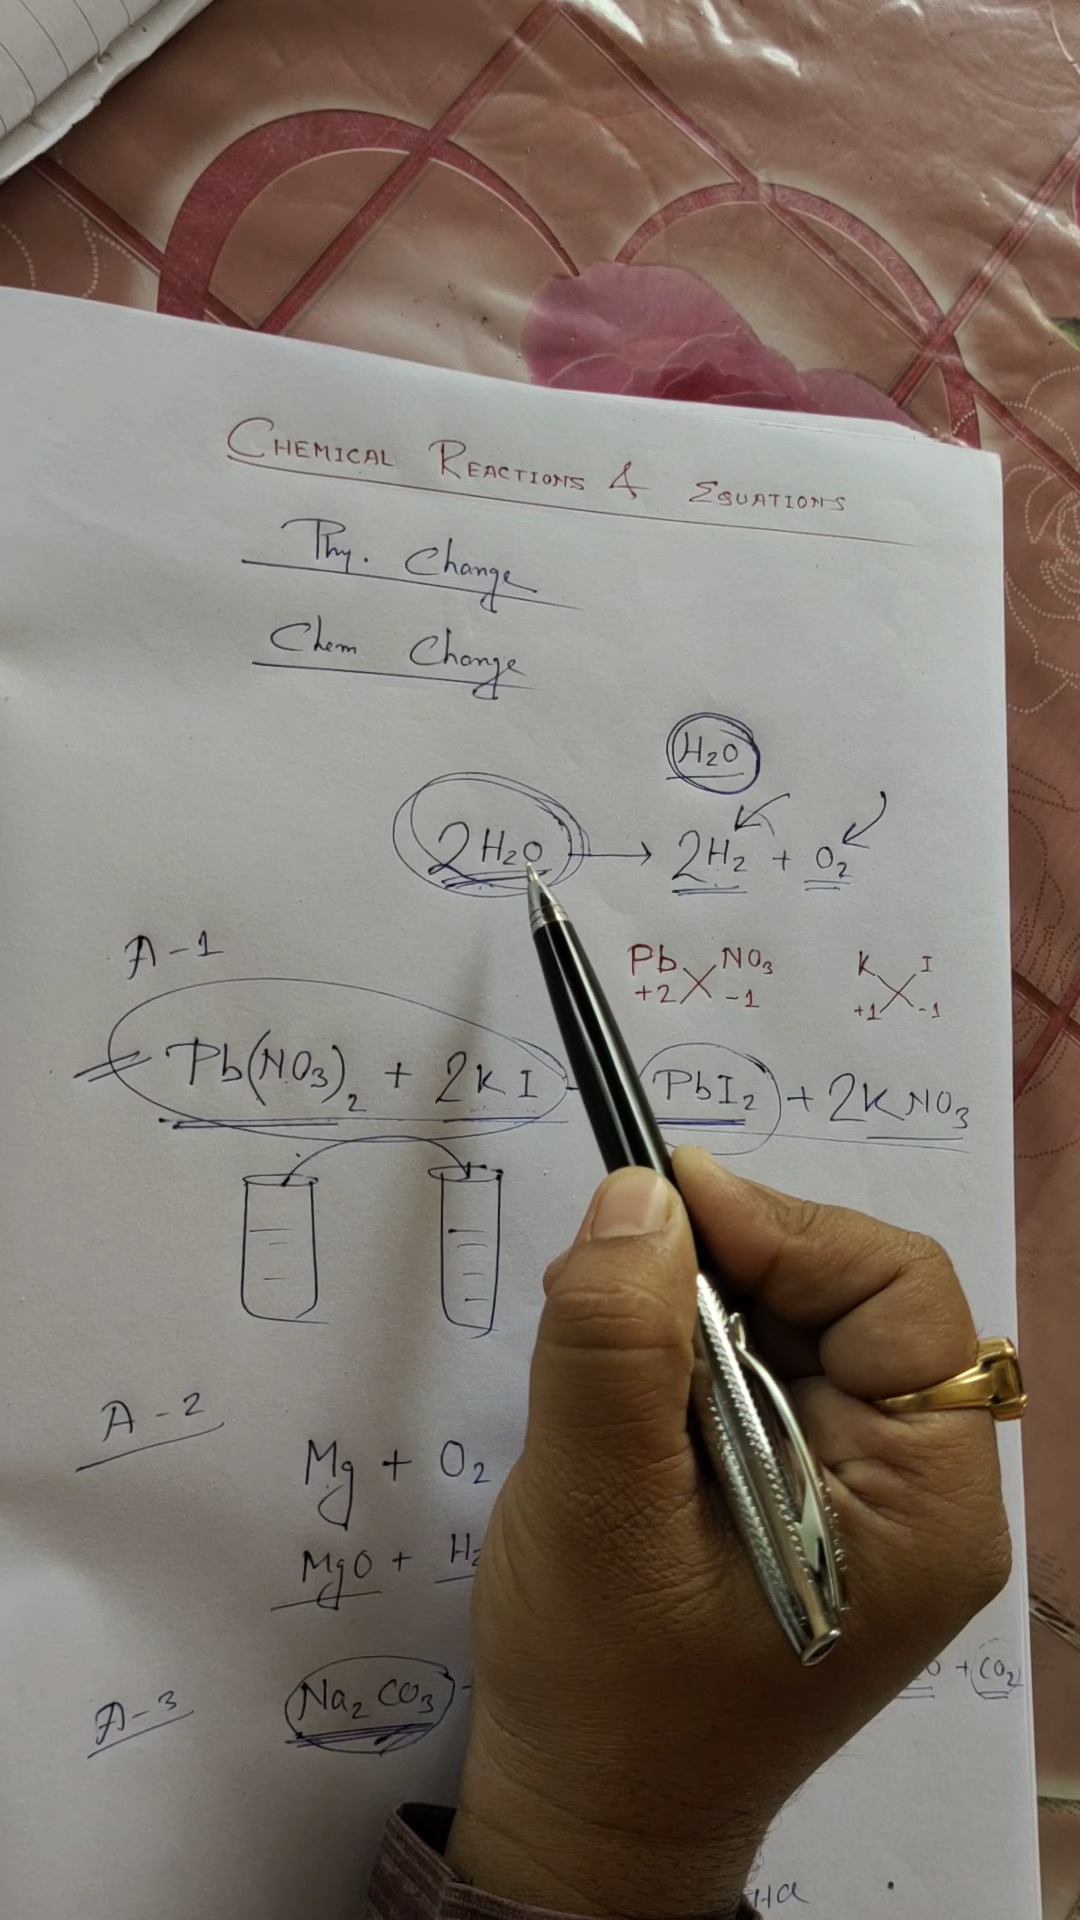 CHEMICAL REACTIONS & EQUATIONS
Phy. Change
Chem Change
H2O
2H2O → 2H2 + O2
A-1
Pb NO3 K I
+2 -1 +1 -1
Pb(NO3)2 + 2KI PbI2 + 2KNO3
A-2
Mg + O2
MgO + H2
A-3
Na2CO3 + CO2